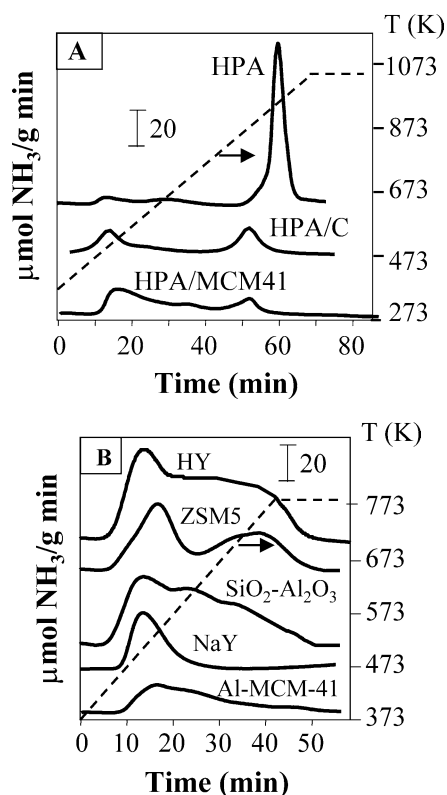 T (K)
A
HPA
1073
20
873
673
HPA/C
473
HPA/MCM41
273
0 20 40 60 80
Time (min)
μmol NH3/g min
T (K)
B
HY
20
773
ZSM5
673
SiO2-Al2O3
573
NaY
473
Al-MCM-41
373
0 10 20 30 40 50
Time (min)
μmol NH3/g min